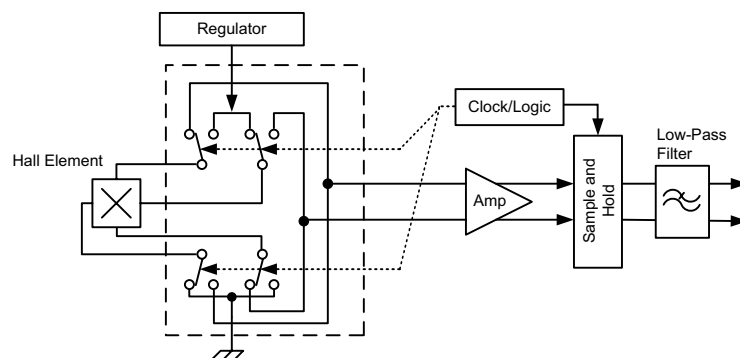 Regulator
Clock/Logic
Low-Pass
Filter
Hall Element
Amp
Sample and
Hold